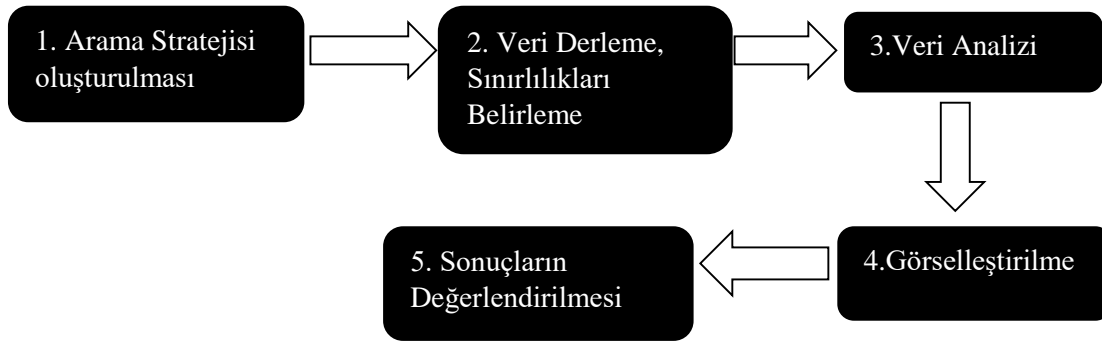 1. Arama Stratejisi
oluşturulması
2. Veri Derleme,
Sınırlılıkları
Belirleme
3.Veri Analizi
4.Görselleştirilme
5. Sonuçların
Değerlendirilmesi